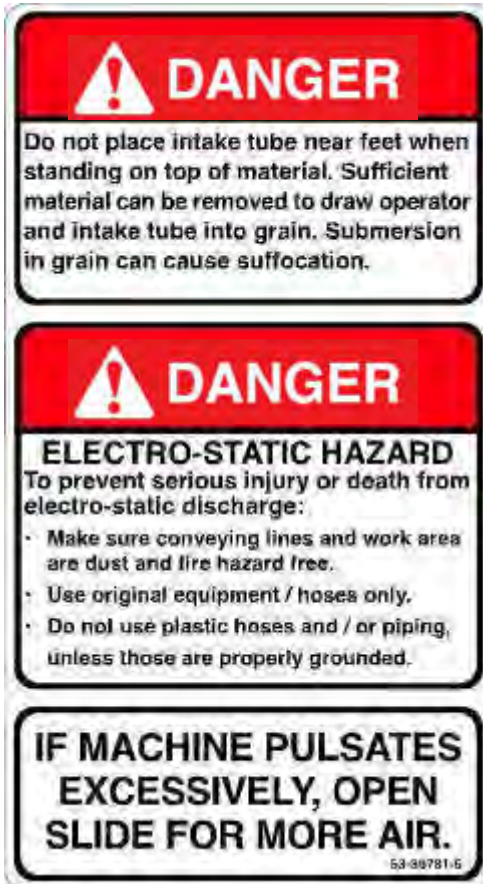 DANGER
Do not place intake tube near feet when
standing on top of material. Sufficient
material can be removed to draw operator
and intake tube into grain. Submersion
in grain can cause suffocation.
DANGER
ELECTRO-STATIC HAZARD
To prevent serious injury or death from
electro-static discharge:
· Make sure conveying lines and work area
are dust and fire hazard free.
· Use original equipment / hoses only.
· Do not use plastic hoses and / or piping,
unless those are properly grounded.
IF MACHINE PULSATES
EXCESSIVELY, OPEN
SLIDE FOR MORE AIR.